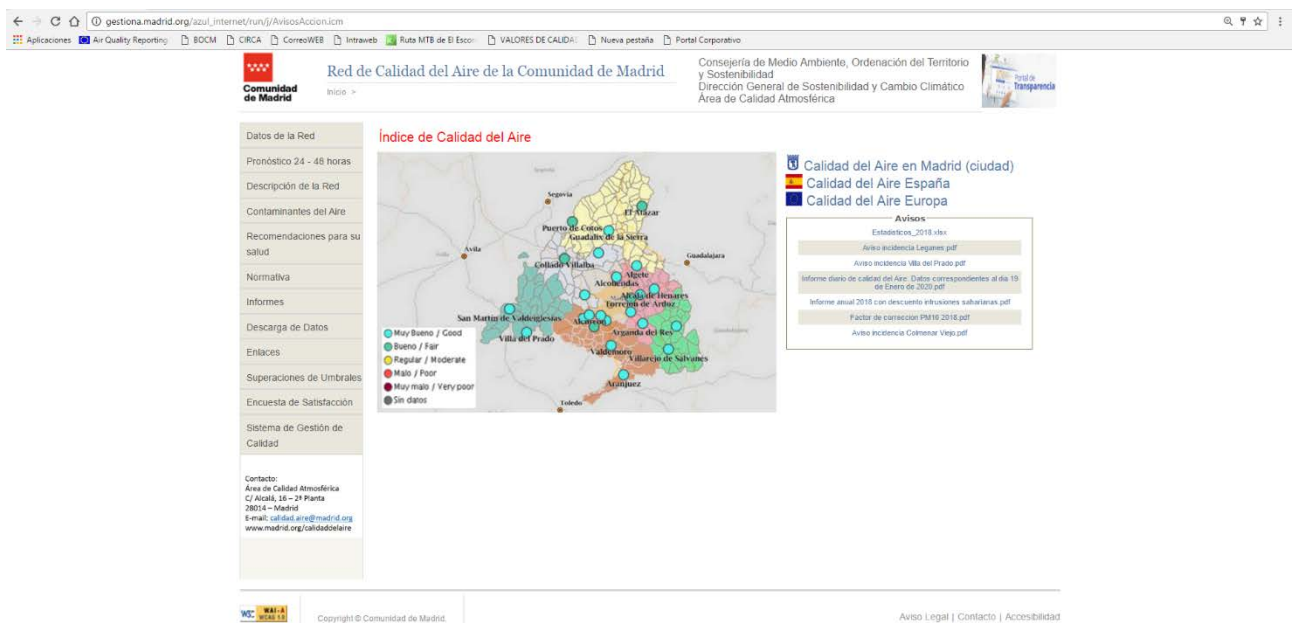 gestiona.madrid.org/azul_internet/run/j/AvisosAccion.icm
Aplicaciones Air Quality Reporting BOCM CIRCA CorreoWEB Intraweb Ruta MTB de El Escor VALORES DE CALIDA Nueva pestaña Portal Corporativo
Comunidad
de Madrid
Red de Calidad del Aire de la Comunidad de Madrid
Inicio >
Consejería de Medio Ambiente, Ordenación del Territorio
y Sostenibilidad
Dirección General de Sostenibilidad y Cambio Climático
Área de Calidad Atmosférica
Portal de
Transparencia
Datos de la Red
Pronóstico 24 - 48 horas
Descripción de la Red
Contaminantes del Aire
Recomendaciones para su
salud
Normativa
Informes
Descarga de Datos
Enlaces
Superaciones de Umbrales
Encuesta de Satisfacción
Sistema de Gestión de
Calidad
Contacto:
Área de Calidad Atmosférica
C/ Alcalá, 16 – 2ª Planta
28014 – Madrid
E-mail: calidad.aire@madrid.org
www.madrid.org/calidaddelaire
Índice de Calidad del Aire
Segovia
Segovia
El Atazar
Puerto de Cotos
Guadalix de la Sierra
Ávila
Guadalajara
Collado Villalba
Algete
Alcobendas
Alcalá de Henares
Torrejón de Ardoz
San Martín de Valdeiglesias
Alcorcón
Arganda del Rey
Villa del Prado
Valdemoro
Villarejo de Salvanés
Aranjuez
Toledo
Muy Bueno / Good
Bueno / Fair
Regular / Moderate
Malo / Poor
Muy malo / Very poor
Sin datos
Calidad del Aire en Madrid (ciudad)
Calidad del Aire España
Calidad del Aire Europa
Avisos
Estadisticos_2018.xlsx
Aviso incidencia Leganes.pdf
Aviso incidencia Villa del Prado.pdf
Informe diario de calidad del Aire. Datos correspondientes al día 19
de Enero de 2020.pdf
Informe anual 2018 con descuento intrusiones saharianas.pdf
Factor de corrección PM10 2018.pdf
Aviso incidencia Colmenar Viejo.pdf
W3C WAI-A
WCAG 1.0
Copyright © Comunidad de Madrid.
Aviso Legal | Contacto | Accesibilidad